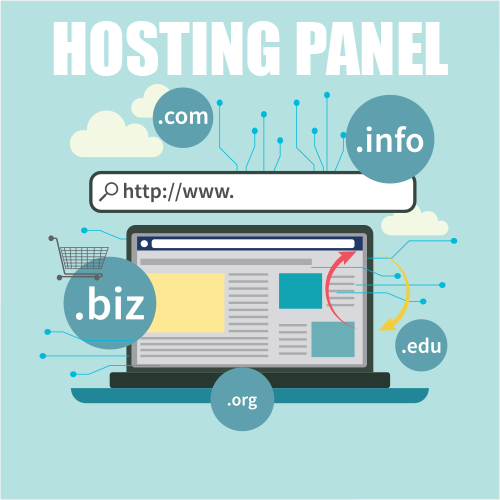 HOSTING PANEL
.com
.info
http://www.
.biz
.edu
.org